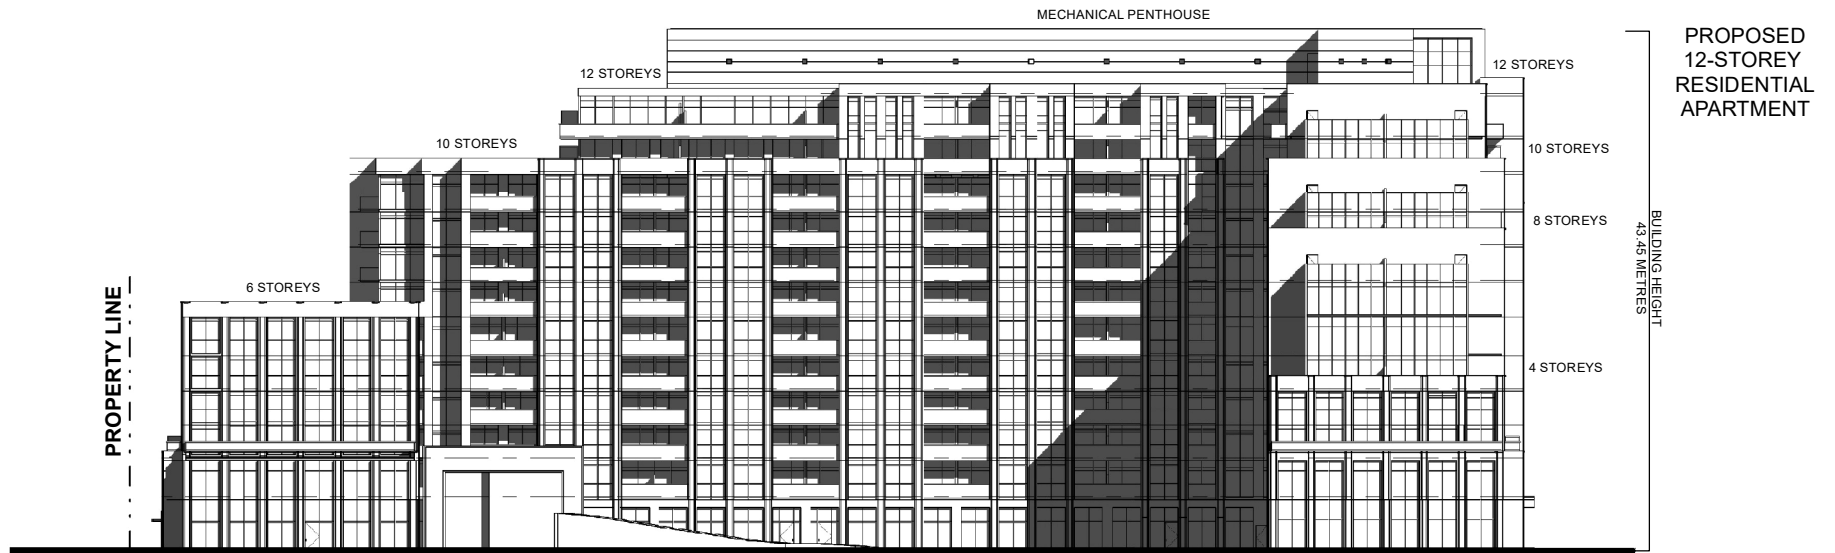 MECHANICAL PENTHOUSE
PROPOSED
12-STOREY
RESIDENTIAL
APARTMENT
12 STOREYS
12 STOREYS
10 STOREYS
10 STOREYS
8 STOREYS
BUILDING HEIGHT
43.45 METRES
6 STOREYS
PROPERTY LINE
4 STOREYS